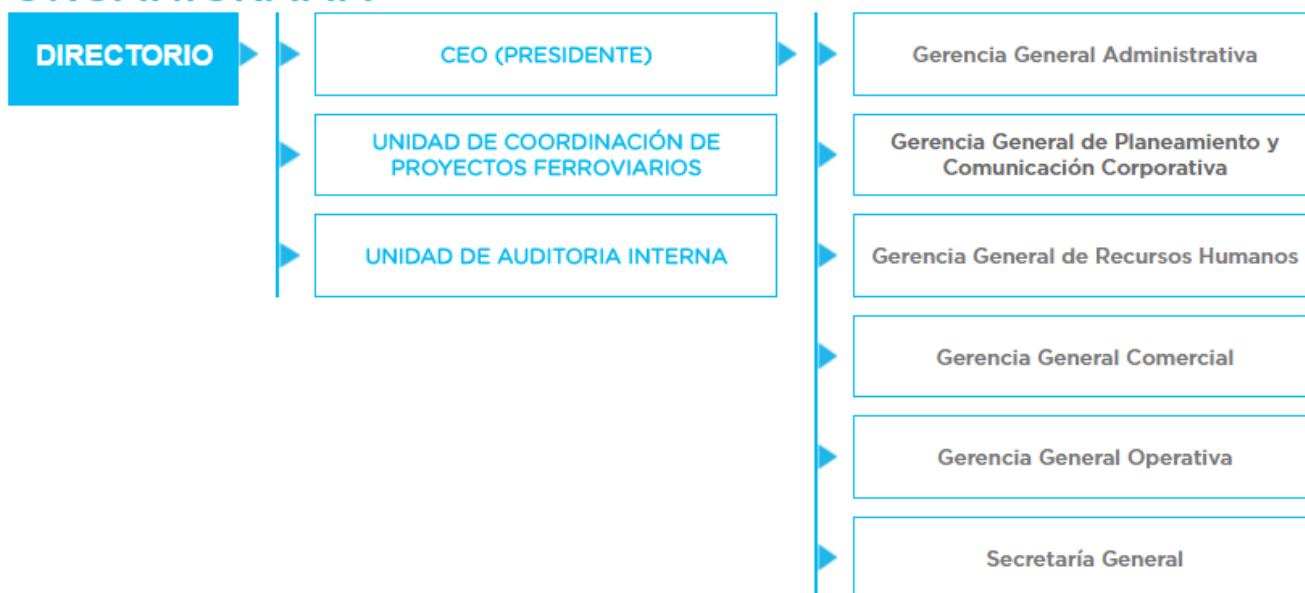 DIRECTORIO
CEO (PRESIDENTE)
UNIDAD DE COORDINACIÓN DE
PROYECTOS FERROVIARIOS
UNIDAD DE AUDITORIA INTERNA
Gerencia General Administrativa
Gerencia General de Planeamiento y
Comunicación Corporativa
Gerencia General de Recursos Humanos
Gerencia General Comercial
Gerencia General Operativa
Secretaría General